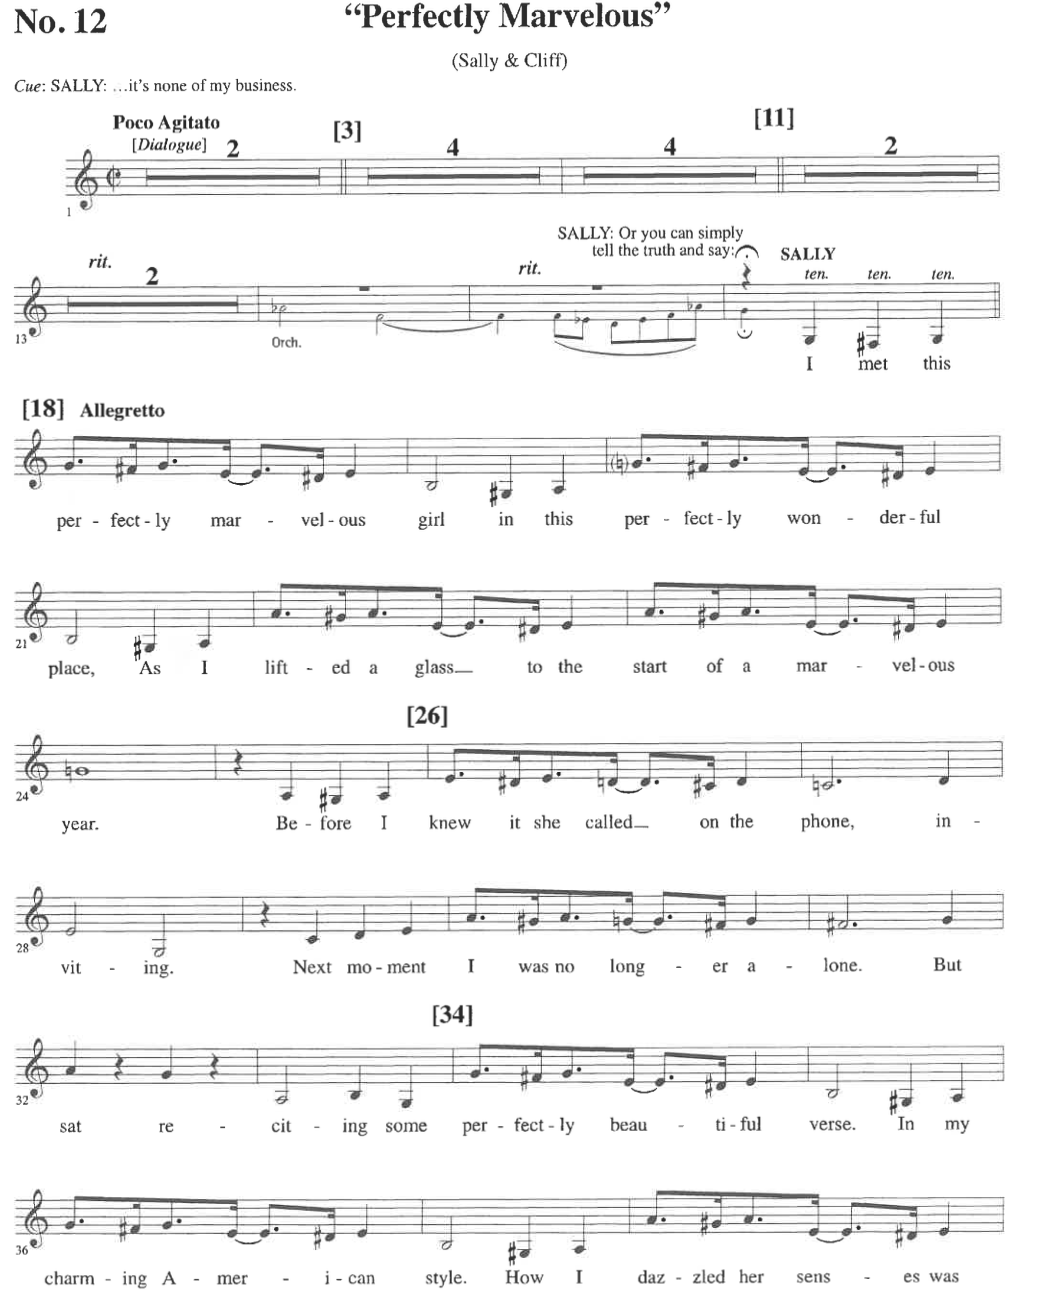 No. 12
“Perfectly Marvelous”
(Sally & Cliff)
Cue: SALLY: …it’s none of my business.
Poco Agitato
[Dialogue] 2 [3] 4 4 [11] 2
1
SALLY: Or you can simply
tell the truth and say:
rit. 2 rit. SALLY
ten. ten. ten.
13 Orch.
I met this
[18] Allegretto
per - fect - ly mar - vel - ous girl in this per - fect - ly won - der - ful
21
place, As I lift - ed a glass to the start of a mar - vel - ous
[26]
24
year. Be - fore I knew it she called on the phone, in -
28
vit - ing. Next mo - ment I was no long - er a - lone. But
[34]
32
sat re - cit - ing some per - fect - ly beau - ti - ful verse. In my
36
charm - ing A - mer - i - can style. How I daz - zled her sens - es was